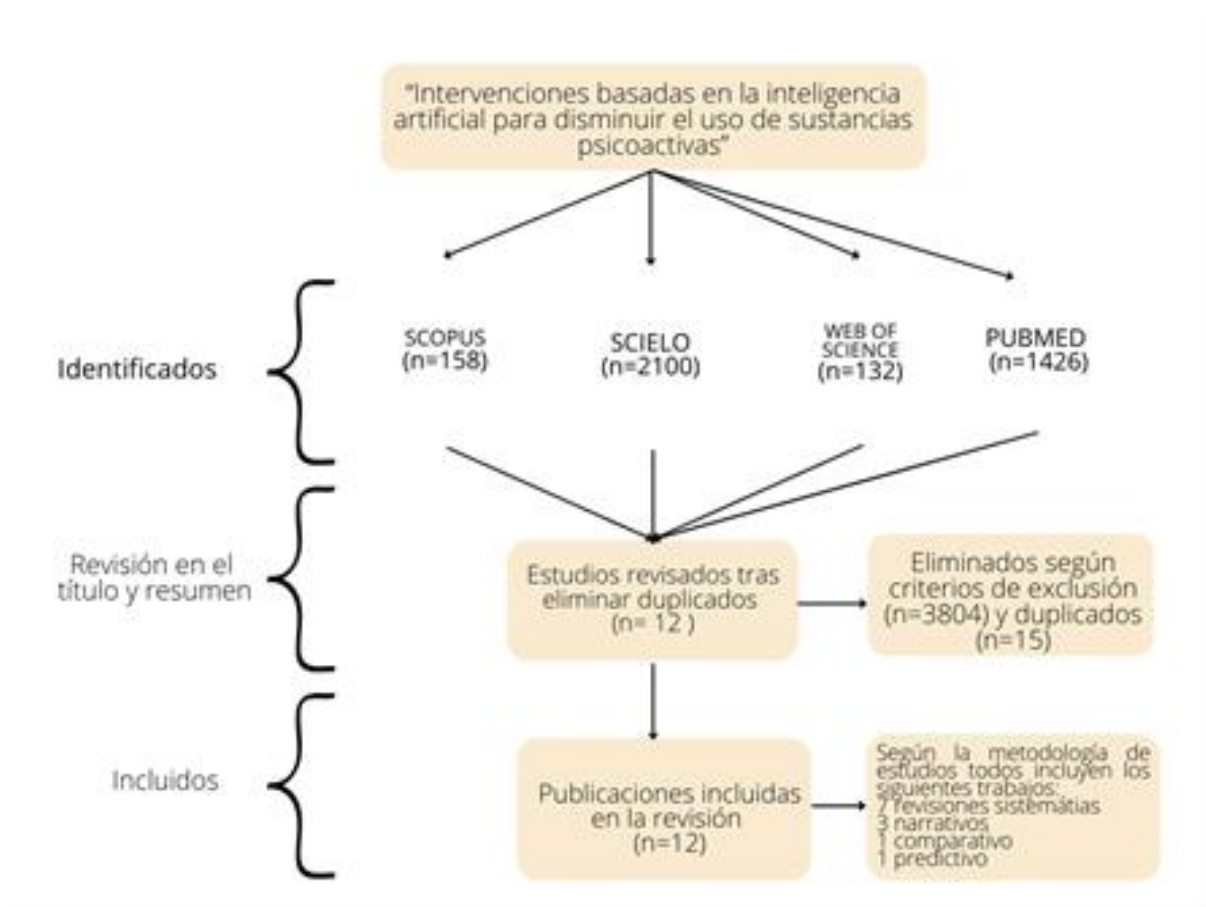 “Intervenciones basadas en la inteligencia
artificial para disminuir el uso de sustancias
psicoactivas”
Identificados
SCOPUS
(n=158)
SCIELO
(n=2100)
WEB OF
SCIENCE
(n=132)
PUBMED
(n=1426)
Revisión en el
título y resumen
Estudios revisados tras
eliminar duplicados
(n= 12 )
Eliminados según
criterios de exclusión
(n=3804) y duplicados
(n=15)
Incluidos
Publicaciones incluidas
en la revisión
(n=12)
Según la metodología de
estudios todos incluyen los
siguientes trabajos:
7 revisiones sistemátias
3 narrativos
1 comparativo
1 predictivo